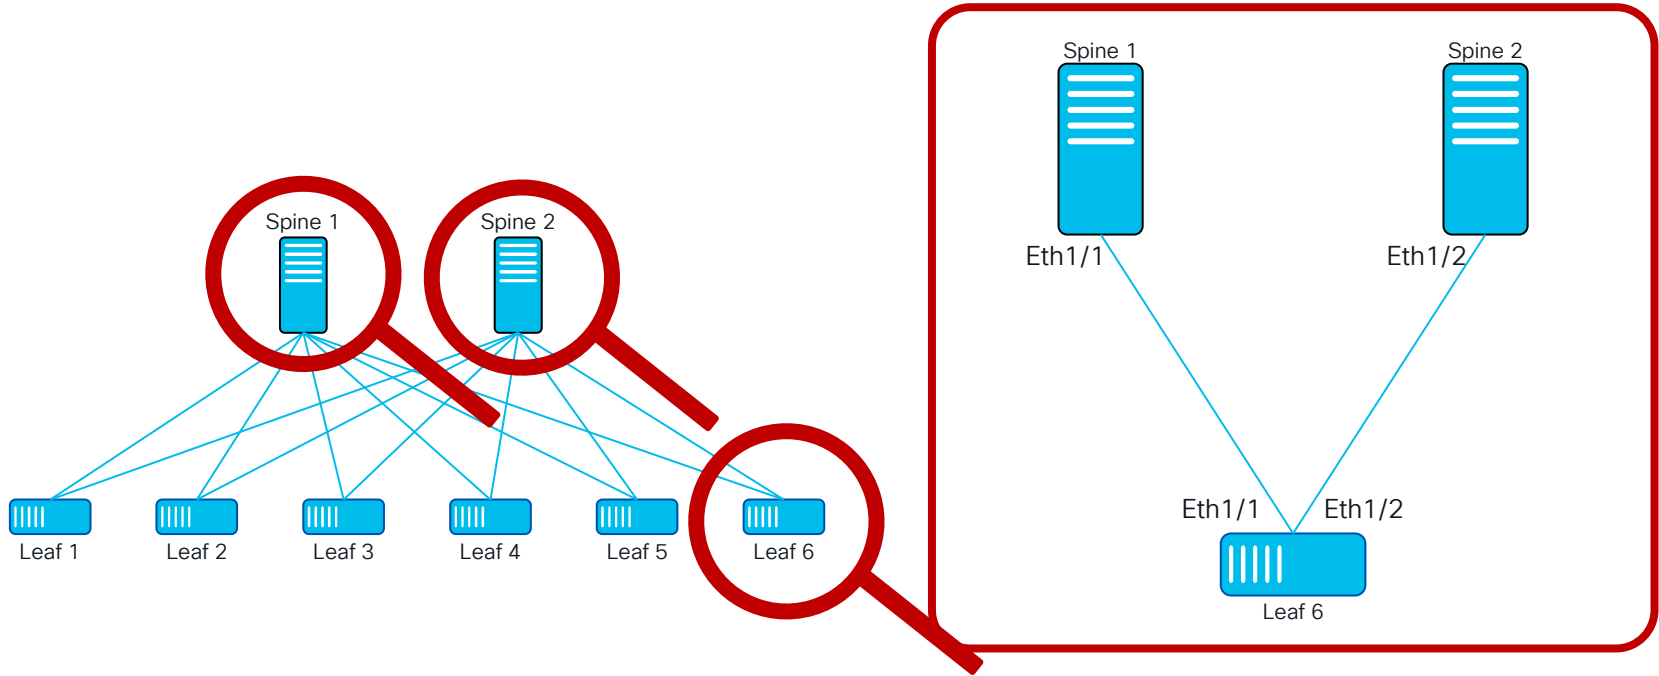 Spine 1
Spine 2
Leaf 1
Leaf 2
Leaf 3
Leaf 4
Leaf 5
Leaf 6
Spine 1
Spine 2
Eth1/1
Eth1/2
Eth1/1
Eth1/2
Leaf 6